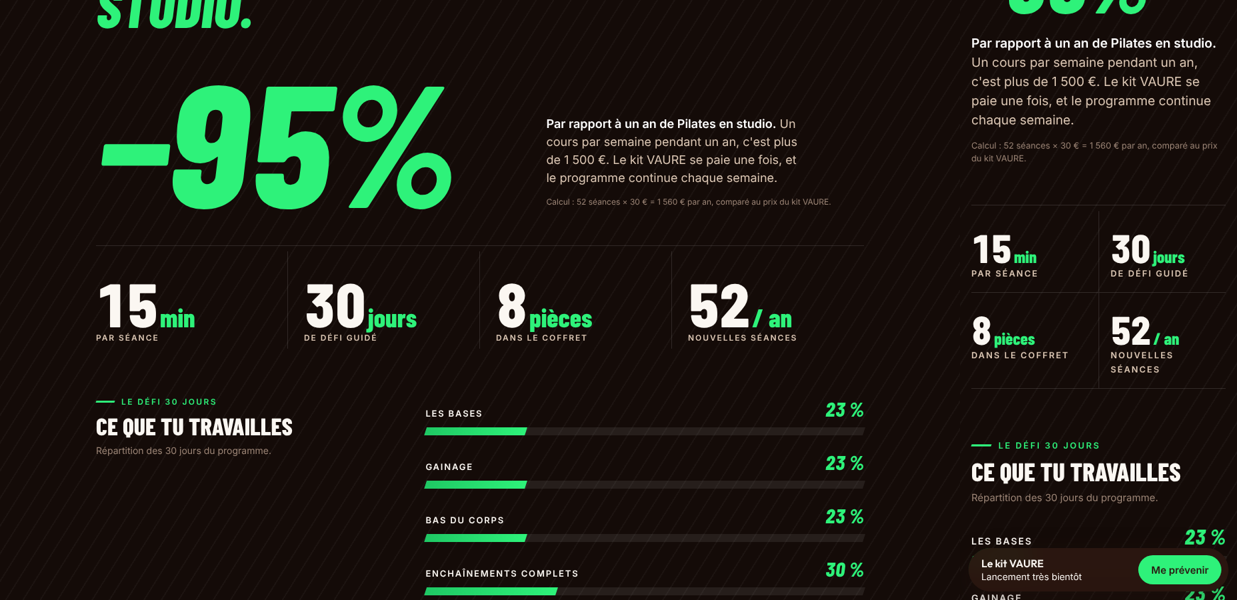 STUDIO.
–95%
Par rapport à un an de Pilates en studio. Un
cours par semaine pendant un an, c'est plus
de 1 500 €. Le kit VAURE se paie une fois, et
le programme continue chaque semaine.
Calcul : 52 séances × 30 € = 1 560 € par an, comparé au prix du kit VAURE.
15 min
PAR SÉANCE
30 jours
DE DÉFI GUIDÉ
8 pièces
DANS LE COFFRET
52 / an
NOUVELLES SÉANCES
LE DÉFI 30 JOURS
CE QUE TU TRAVAILLES
Répartition des 30 jours du programme.
LES BASES 23 %
GAINAGE 23 %
BAS DU CORPS 23 %
ENCHAÎNEMENTS COMPLETS 30 %
Par rapport à un an de Pilates en studio.
Un cours par semaine pendant un an,
c'est plus de 1 500 €. Le kit VAURE se
paie une fois, et le programme continue
chaque semaine.
Calcul : 52 séances × 30 € = 1 560 € par an, comparé au prix
du kit VAURE.
15 min
PAR SÉANCE
30 jours
DE DÉFI GUIDÉ
8 pièces
DANS LE COFFRET
52 / an
NOUVELLES
SÉANCES
LE DÉFI 30 JOURS
CE QUE TU TRAVAILLES
Répartition des 30 jours du programme.
LES BASES 23 %
Le kit VAURE
Lancement très bientôt
Me prévenir
GAINAGE 23 %